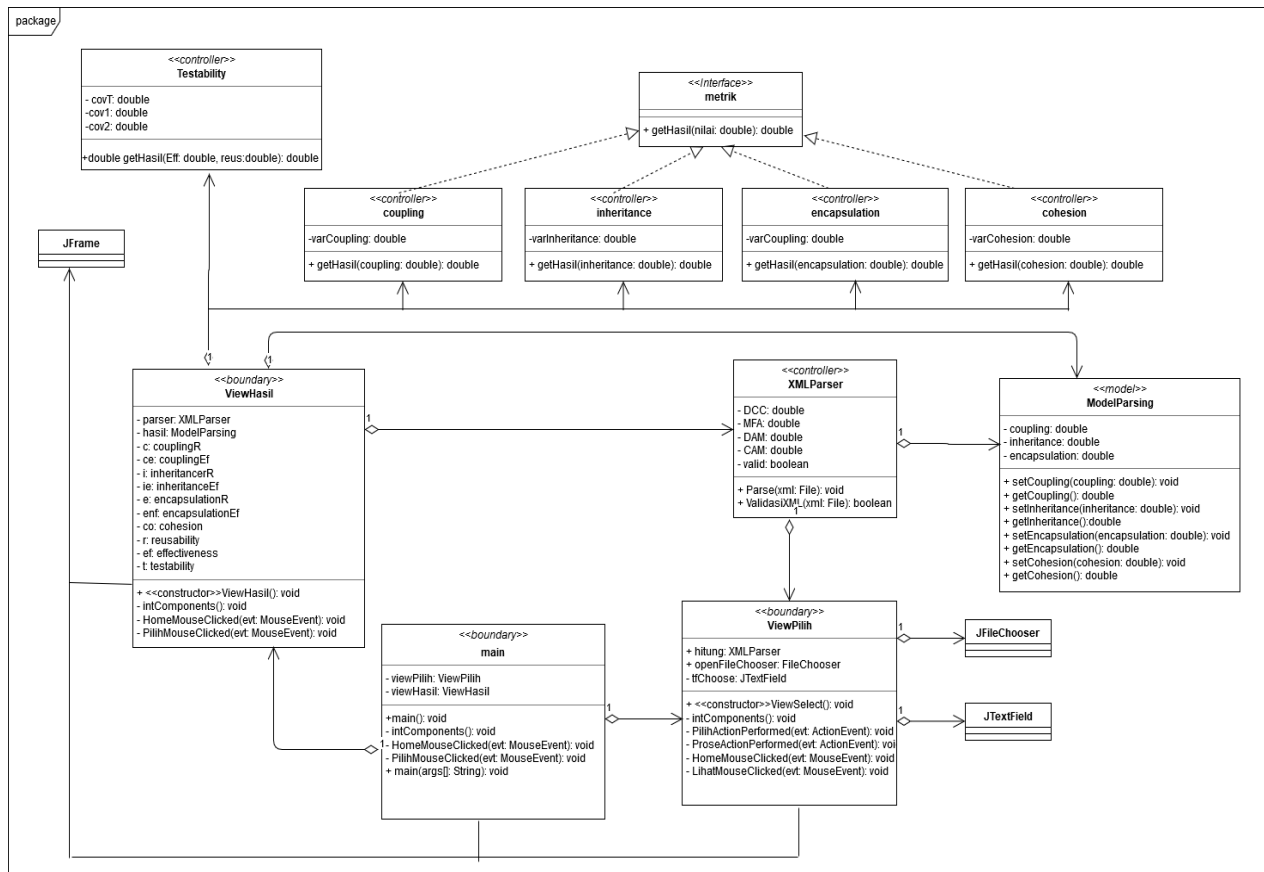 package
<<controller>>
Testability
- covT: double
-cov1: double
-cov2: double
+double getHasil(Eff: double, reus:double): double
<<Interface>>
metrik
+ getHasil(nilai: double): double
<<controller>>
coupling
-varCoupling: double
+ getHasil(coupling: double): double
<<controller>>
inheritance
-varInheritance: double
+ getHasil(inheritance: double): double
<<controller>>
encapsulation
-varCoupling: double
+ getHasil(encapsulation: double): double
<<controller>>
cohesion
-varCohesion: double
+ getHasil(cohesion: double): double
JFrame
1
1
<<boundary>>
ViewHasil
- parser: XMLParser
- hasil: ModelParsing
- c: couplingR
- ce: couplingEf
- i: inheritancerR
- ie: inheritanceEf
- e: encapsulationR
- enf: encapsulationEf
- co: cohesion
- r: reusability
- ef: effectiveness
- t: testability
+ <<constructor>>ViewHasil(): void
- intComponents(): void
- HomeMouseClicked(evt: MouseEvent): void
- PilihMouseClicked(evt: MouseEvent): void
1
<<controller>>
XMLParser
- DCC: double
- MFA: double
- DAM: double
- CAM: double
- valid: boolean
+ Parse(xml: File): void
+ ValidasiXML(xml: File): boolean
1
1
<<model>>
ModelParsing
- coupling: double
- inheritance: double
- encapsulation: double
+ setCoupling(coupling: double): void
+ getCoupling(): double
+ setInheritance(inheritance: double): void
+ getInheritance():double
+ setEncapsulation(encapsulation: double): void
+ getEncapsulation(): double
+ setCohesion(cohesion: double): void
+ getCohesion(): double
<<boundary>>
main
- viewPilih: ViewPilih
- viewHasil: ViewHasil
+main(): void
- intComponents(): void
- HomeMouseClicked(evt: MouseEvent): void
- PilihMouseClicked(evt: MouseEvent): void
+ main(args[]: String): void
1
1
<<boundary>>
ViewPilih
+ hitung: XMLParser
+ openFileChooser: FileChooser
- tfChoose: JTextField
+ <<constructor>>ViewSelect(): void
- intComponents(): void
- PilihActionPerformed(evt: ActionEvent): void
- ProseActionPerformed(evt: ActionEvent): void
- HomeMouseClicked(evt: MouseEvent): void
- LihatMouseClicked(evt: MouseEvent): void
1
1
JFileChooser
JTextField